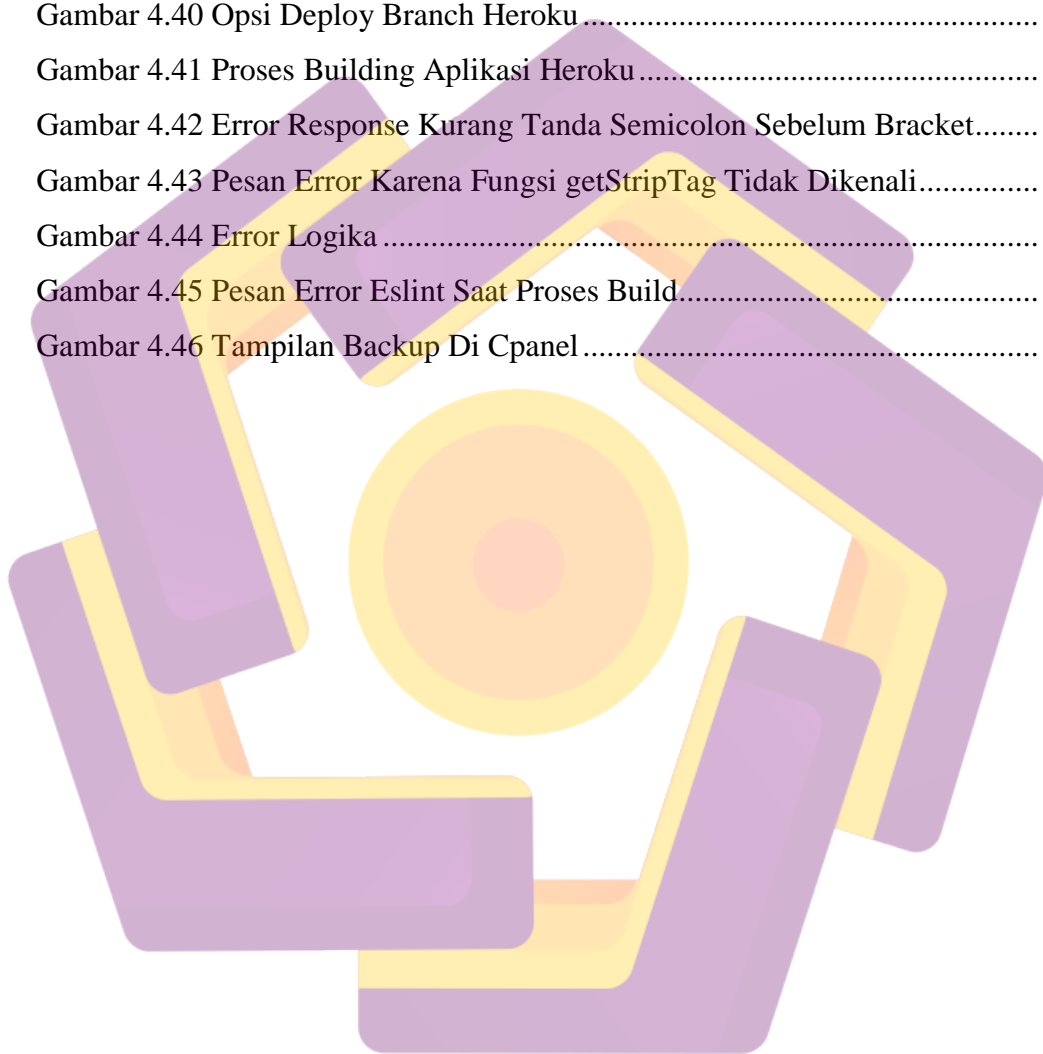 Gambar 4.40 Opsi Deploy Branch Heroku........................................................
Gambar 4.41 Proses Building Aplikasi Heroku.................................................
Gambar 4.42 Error Response Kurang Tanda Semicolon Sebelum Bracket........
Gambar 4.43 Pesan Error Karena Fungsi getStripTag Tidak Dikenali...............
Gambar 4.44 Error Logika................................................................................
Gambar 4.45 Pesan Error Eslint Saat Proses Build............................................
Gambar 4.46 Tampilan Backup Di Cpanel........................................................